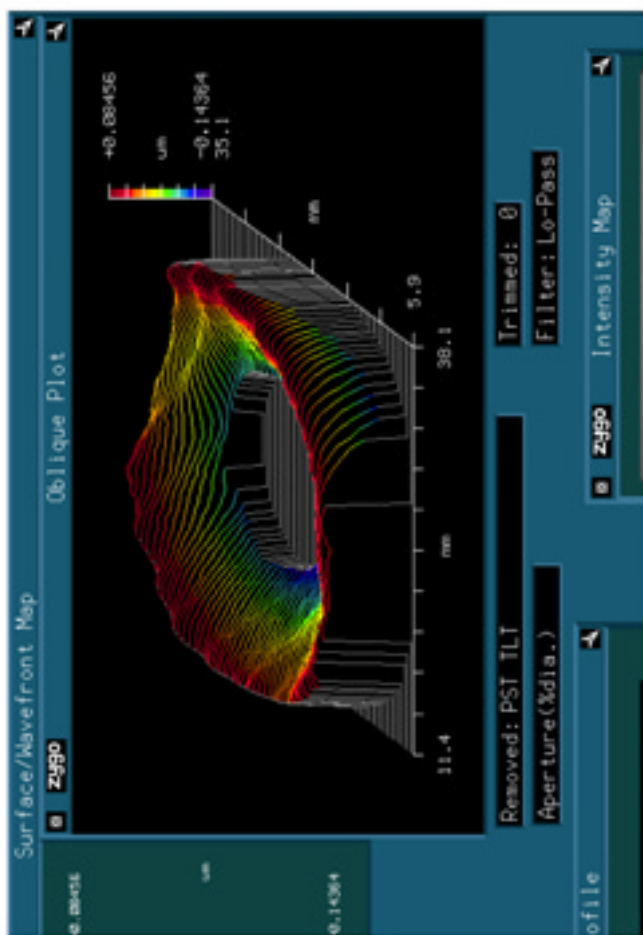 Surface/Wavefront Map
zygo
Oblique Plot
+0.08456
um
-0.14364
35.1
mm
5.9
38.1
mm
11.4
Removed: PST TLT
Trimmed: 0
Aperture(%dia.)
Filter: Lo-Pass
zygo
Intensity Map
+0.08456
um
-0.14364
ofile